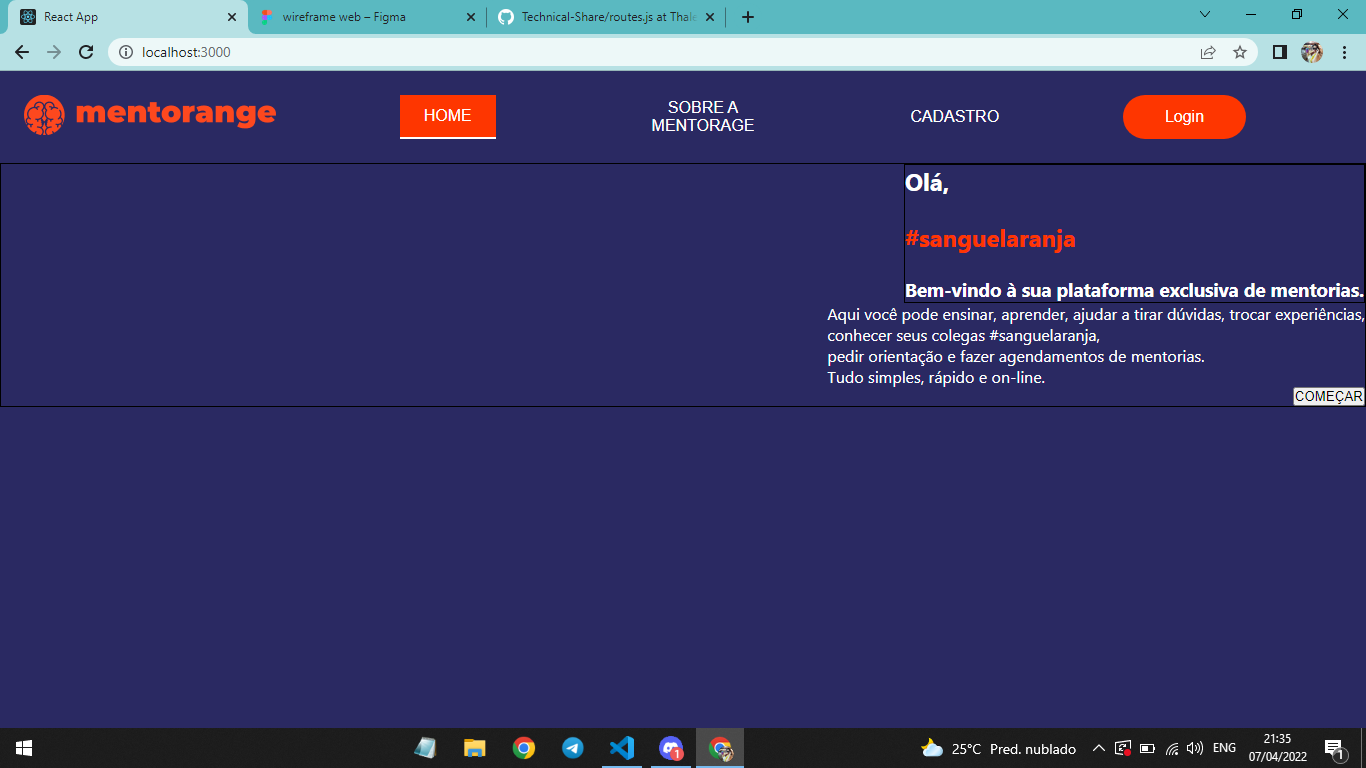 React App
wireframe web – Figma
Technical-Share/routes.js at Thale
localhost:3000
mentorange
HOME
SOBRE A
MENTORAGE
CADASTRO
Login
Olá,
#sanguelaranja
Bem-vindo à sua plataforma exclusiva de mentorias.
Aqui você pode ensinar, aprender, ajudar a tirar dúvidas, trocar experiências,
conhecer seus colegas #sanguelaranja,
pedir orientação e fazer agendamentos de mentorias.
Tudo simples, rápido e on-line.
COMEÇAR
1
25°C Pred. nublado
ENG
21:35
07/04/2022
1